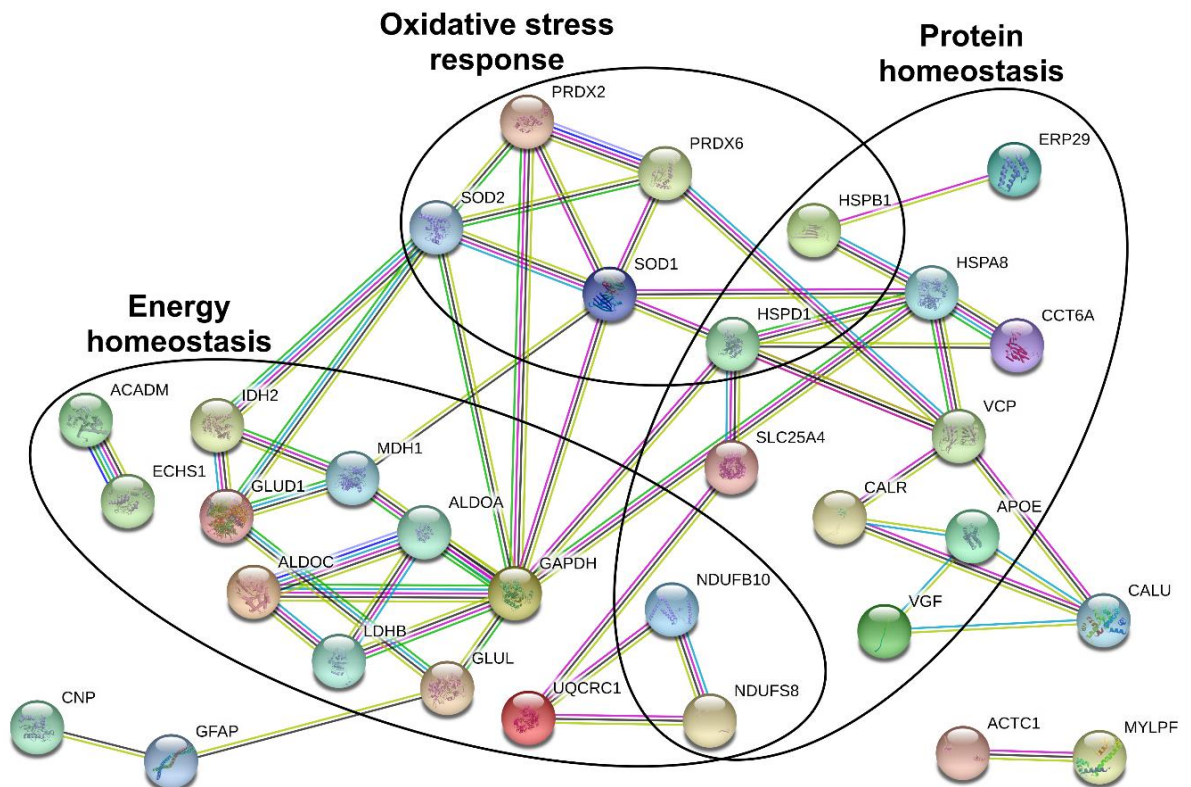 Oxidative stress
response
Protein
homeostasis
PRDX2
PRDX6
ERP29
SOD2
HSPB1
SOD1
HSPA8
HSPD1
CCT6A
Energy
homeostasis
ACADM
IDH2
VCP
MDH1
SLC25A4
ECHS1
GLUD1
CALR
ALDOA
APOE
ALDOC
GAPDH
NDUFB10
CALU
VGF
LDHB
GLUL
UQCRC1
NDUFS8
CNP
GFAP
ACTC1
MYLPF